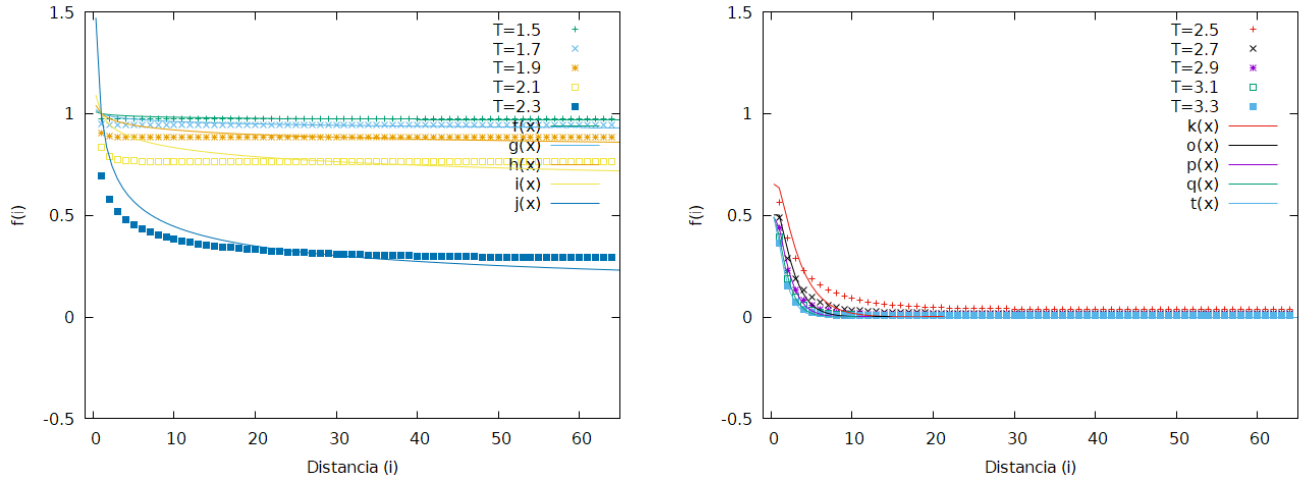 1.5
1
0.5
0
-0.5
f(i)
0
10
20
30
40
50
60
Distancia (i)
T=1.5
T=1.7
T=1.9
T=2.1
T=2.3
f(x)
g(x)
h(x)
i(x)
j(x)
1.5
1
0.5
0
-0.5
f(i)
0
10
20
30
40
50
60
Distancia (i)
T=2.5
T=2.7
T=2.9
T=3.1
T=3.3
k(x)
o(x)
p(x)
q(x)
t(x)